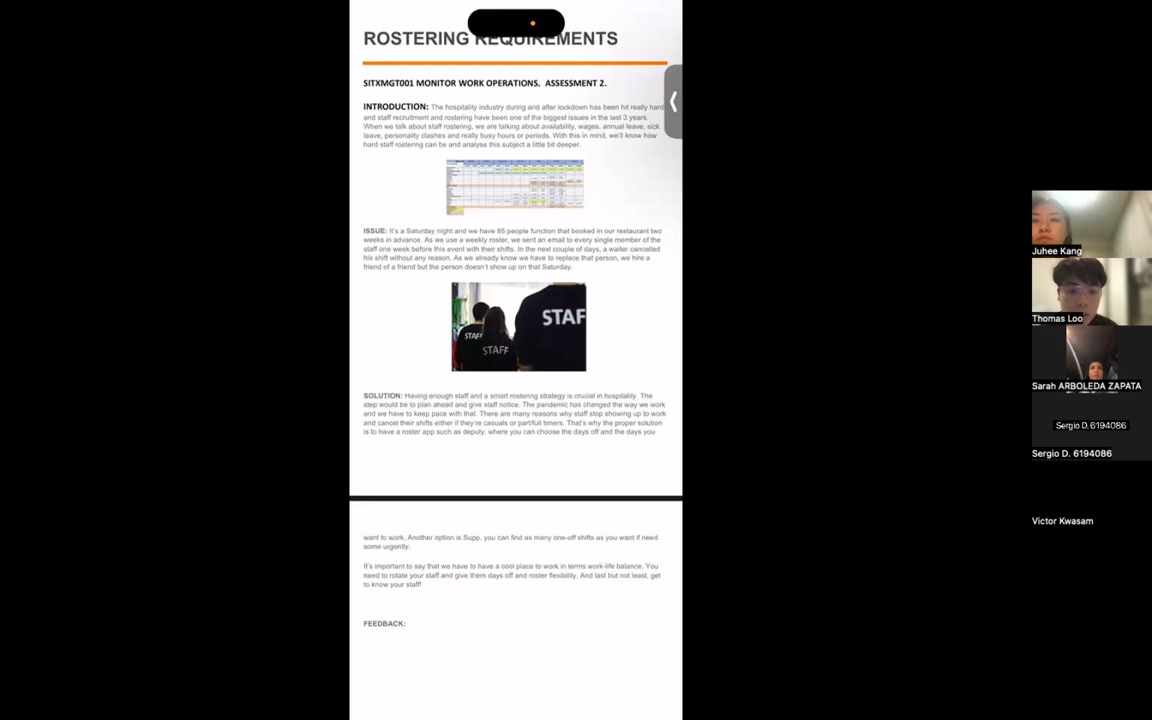 ROSTERING REQUIREMENTS
SITXMGT001 MONITOR WORK OPERATIONS. ASSESSMENT 2.
INTRODUCTION: The hospitality industry during and after lockdown has been hit really hard
and staff recruitment and rostering have been one of the biggest issues in the last 3 years.
When we talk about staff rostering, we are talking about availability, wages, annual leave, sick
leave, personality clashes and really busy hours or periods. With this in mind, we'll know how
hard staff rostering can be and analyse this subject a little bit deeper.
ISSUE: It's a Saturday night and we have 85 people function that booked in our restaurant two
weeks in advance. As we use a weekly roster, we sent an email to every single member of the
staff one week before this event with their shifts. In the next couple of days, a waiter cancelled
his shift without any reason. As we already know we have to replace that person, we hire a
friend of a friend but the person doesn't show up on that Saturday.
STAFF
STAFF
STAF
SOLUTION: Having enough staff and a smart rostering strategy is crucial in hospitality. The
step would be to plan ahead and give staff notice. The pandemic has changed the way we work
and we have to keep pace with that. There are many reasons why staff stop showing up to work
and cancel their shifts either if they're casuals or part/full timers. That's why the proper solution
is to have a roster app such as deputy, where you can choose the days off and the days you
want to work. Another option is Supp, you can find as many one-off shifts as you want if need
some urgently.
It's important to say that we have to have a cool place to work in terms work-life balance. You
need to rotate your staff and give them days off and roster flexibility. And last but not least, get
to know your staff!
FEEDBACK:
Juhee Kang
Thomas Loo
Sarah ARBOLEDA ZAPATA
Sergio D.6194086
Sergio D. 6194086
Victor Kwasam